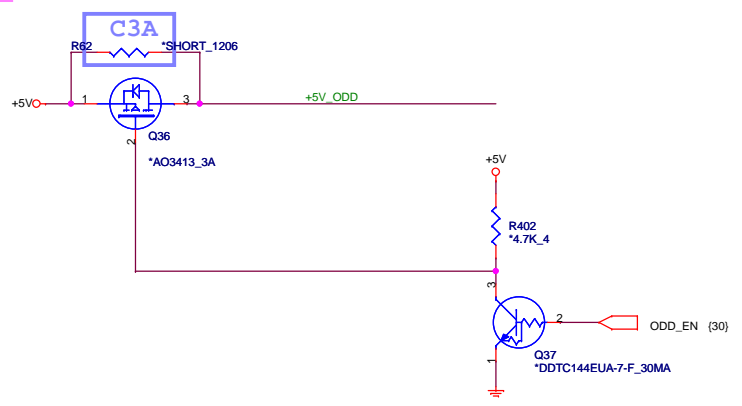 C3A
R62
*SHORT_1206
+5V
1
3
+5V_ODD
2
Q36
*AO3413_3A
+5V
R402
*4.7K_4
3
2
ODD_EN {30}
1
Q37
*DDTC144EUA-7-F_30MA